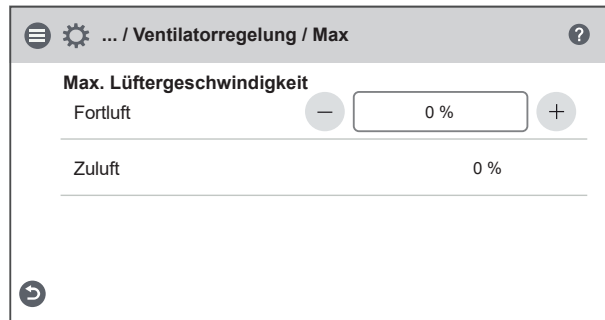 ... / Ventilatorregelung / Max ?
Max. Lüftergeschwindigkeit
Fortluft − 0 % +
Zuluft 0 %